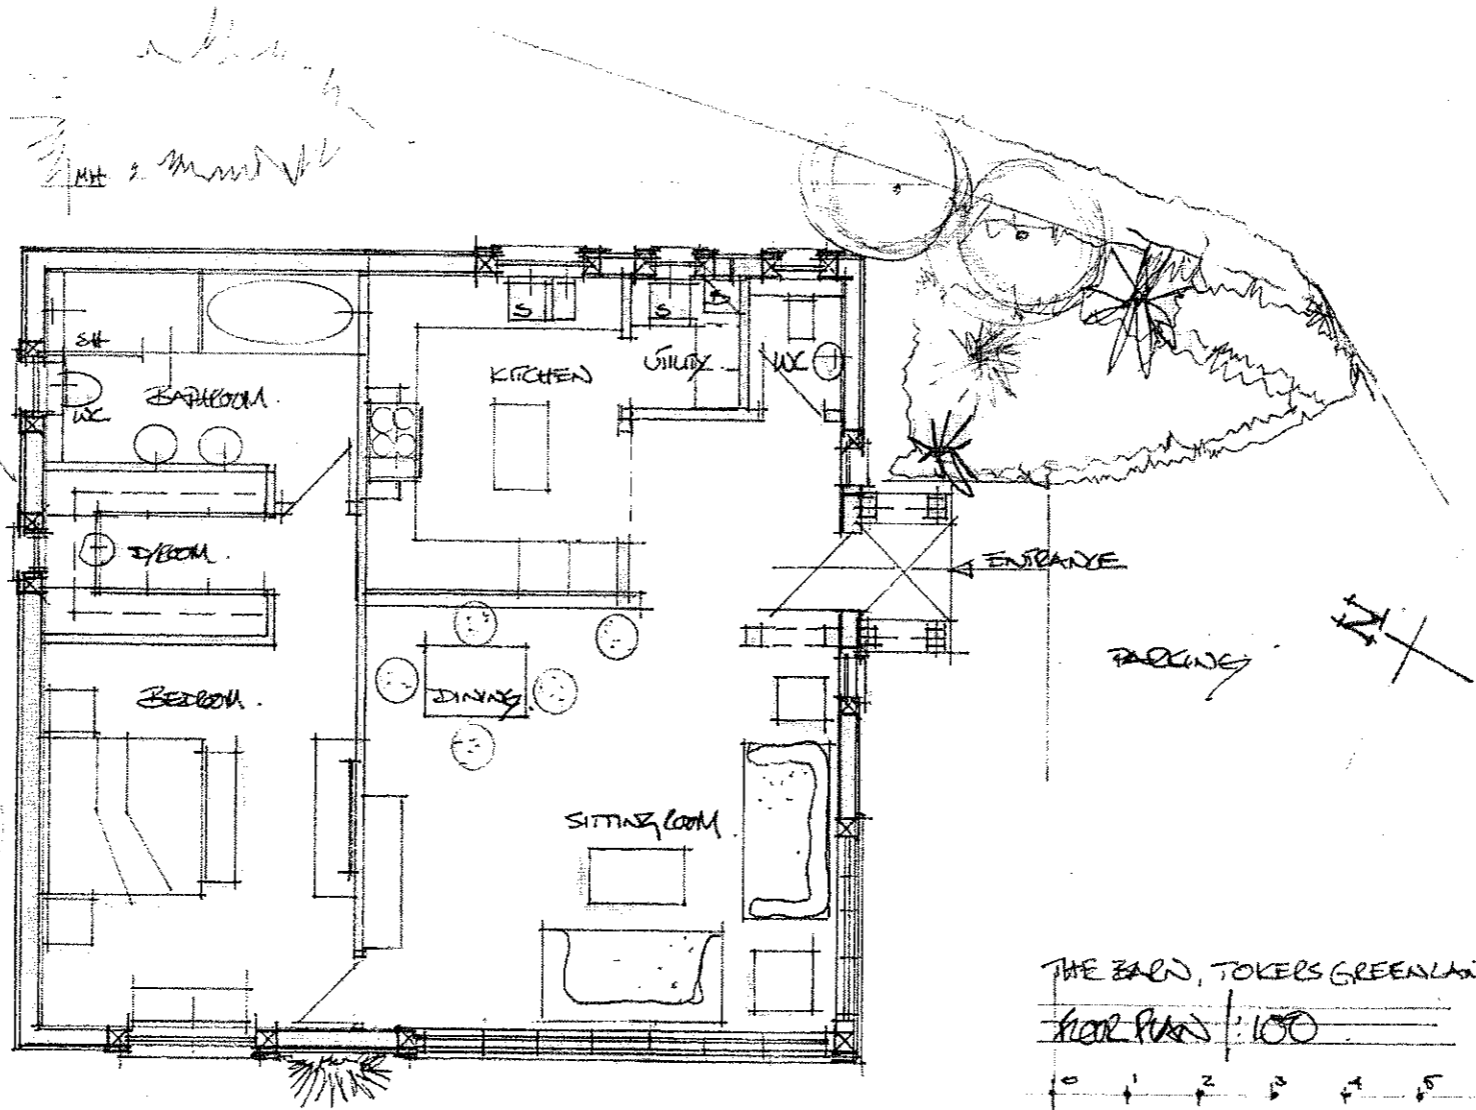 MH
S
S
B
SH
KITCHEN
UTILITY
WC
BATHROOM.
WC
D/ROOM.
ENTRANCE
N
PARKING
BEDROOM.
DINING
SITTING ROOM.
THE BARN, TOKERS GREEN LAN
FLOOR PLAN 1:100
0 1 2 3 4 5